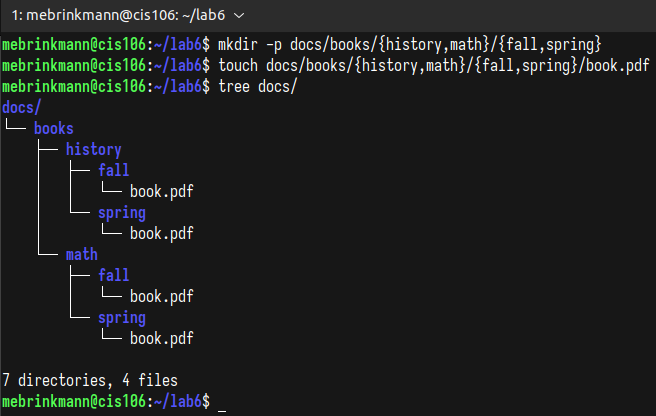 1: mebrinkmann@cis106: ~/lab6
mebrinkmann@cis106:~/lab6$ mkdir -p docs/books/{history,math}/{fall,spring}
mebrinkmann@cis106:~/lab6$ touch docs/books/{history,math}/{fall,spring}/book.pdf
mebrinkmann@cis106:~/lab6$ tree docs/
docs/
└── books
    ├── history
    │   ├── fall
    │   │   └── book.pdf
    │   └── spring
    │       └── book.pdf
    └── math
        ├── fall
        │   └── book.pdf
        └── spring
            └── book.pdf
7 directories, 4 files
mebrinkmann@cis106:~/lab6$ _